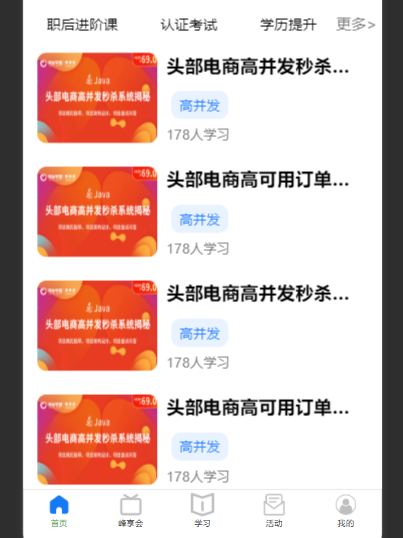 职后进阶课 认证考试 学历提升 更多>
头部电商高并发秒杀...
69.0
Java
头部电商高并发秒杀系统揭秘
高并发
178人学习
头部电商高可用订单...
69.0
Java
头部电商高并发秒杀系统揭秘
高并发
178人学习
头部电商高并发秒杀...
69.0
Java
头部电商高并发秒杀系统揭秘
高并发
178人学习
头部电商高可用订单...
69.0
Java
头部电商高并发秒杀系统揭秘
高并发
178人学习
首页 峰享会 学习 活动 我的